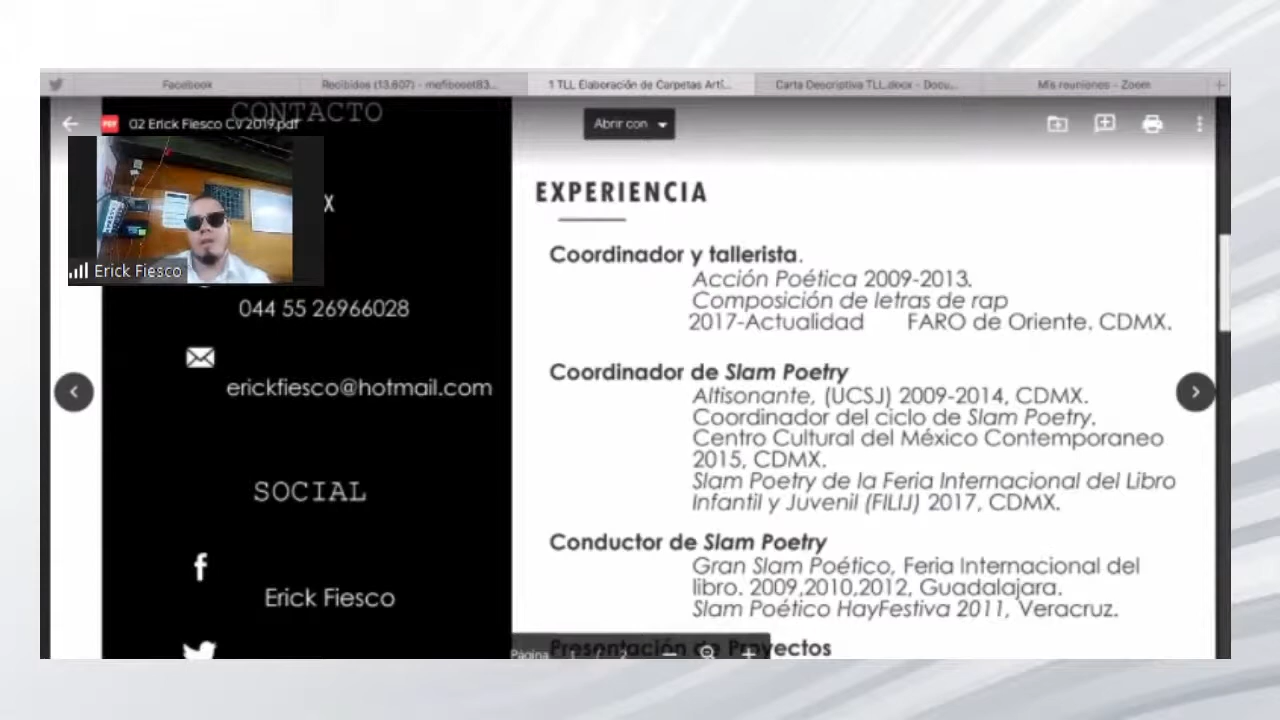 Facebook
Recibidos (13,607) - mefiboset83...
1 TLL Elaboración de Carpetas Artí...
Carta Descriptiva TLL.docx - Docu...
Mis reuniones - Zoom
CONTACTO
02 Erick Fiesco CV 2019.pdf
Abrir con
X
Erick Fiesco
044 55 26966028
erickfiesco@hotmail.com
SOCIAL
Erick Fiesco
EXPERIENCIA
Coordinador y tallerista.
Acción Poética 2009-2013.
Composición de letras de rap
2017-Actualidad FARO de Oriente. CDMX.
Coordinador de Slam Poetry
Altisonante, (UCSJ) 2009-2014, CDMX.
Coordinador del ciclo de Slam Poetry.
Centro Cultural del México Contemporaneo
2015, CDMX.
Slam Poetry de la Feria Internacional del Libro
Infantil y Juvenil (FILIJ) 2017, CDMX.
Conductor de Slam Poetry
Gran Slam Poético, Feria Internacional del
libro. 2009,2010,2012, Guadalajara.
Slam Poético HayFestiva 2011, Veracruz.
Presentación de Proyectos
Página